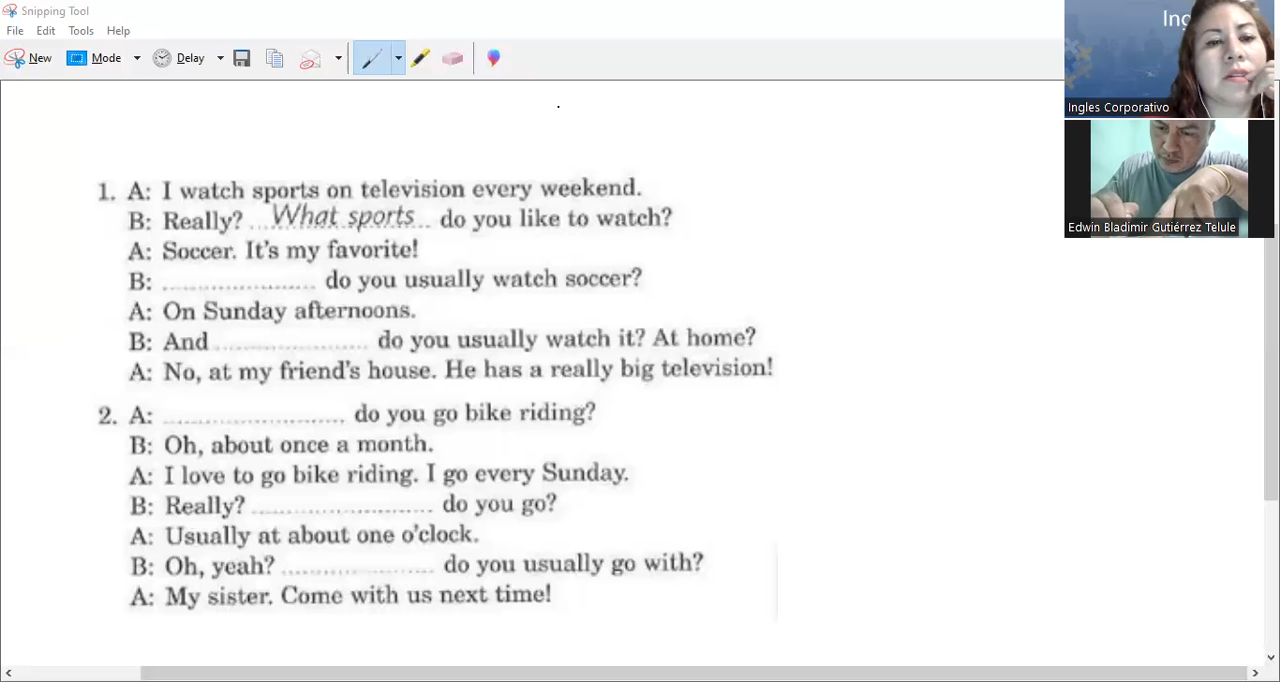 Snipping Tool
File Edit Tools Help
New Mode Delay
Ing
Ingles Corporativo
Edwin Bladimir Gutiérrez Telule
1. A: I watch sports on television every weekend.
B: Really? What sports do you like to watch?
A: Soccer. It's my favorite!
B: .................... do you usually watch soccer?
A: On Sunday afternoons.
B: And .................... do you usually watch it? At home?
A: No, at my friend's house. He has a really big television!
2. A: ........................ do you go bike riding?
B: Oh, about once a month.
A: I love to go bike riding. I go every Sunday.
B: Really? ........................ do you go?
A: Usually at about one o'clock.
B: Oh, yeah? .................... do you usually go with?
A: My sister. Come with us next time!